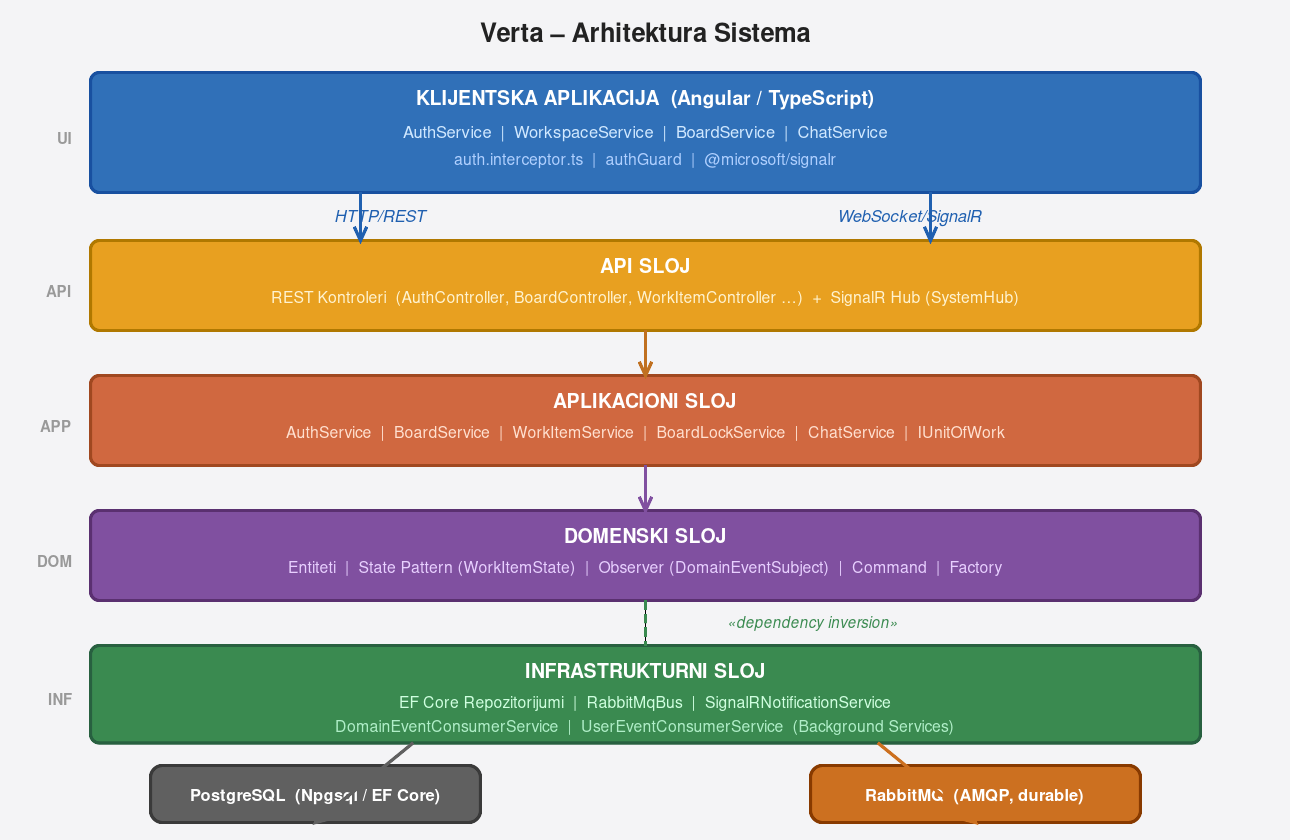 Verta – Arhitektura Sistema
KLIJENTSKA APLIKACIJA (Angular / TypeScript)
AuthService | WorkspaceService | BoardService | ChatService
auth.interceptor.ts | authGuard | @microsoft/signalr
UI
HTTP/REST
WebSocket/SignalR
API SLOJ
API
REST Kontroleri (AuthController, BoardController, WorkItemController ...) + SignalR Hub (SystemHub)
APLIKACIONI SLOJ
APP
AuthService | BoardService | WorkItemService | BoardLockService | ChatService | IUnitOfWork
DOMENSKI SLOJ
DOM
Entiteti | State Pattern (WorkItemState) | Observer (DomainEventSubject) | Command | Factory
«dependency inversion»
INFRASTRUKTURNI SLOJ
INF
EF Core Repozitorijumi | RabbitMqBus | SignalRNotificationService
DomainEventConsumerService | UserEventConsumerService (Background Services)
PostgreSQL (Npgsql / EF Core)
RabbitMQ (AMQP, durable)